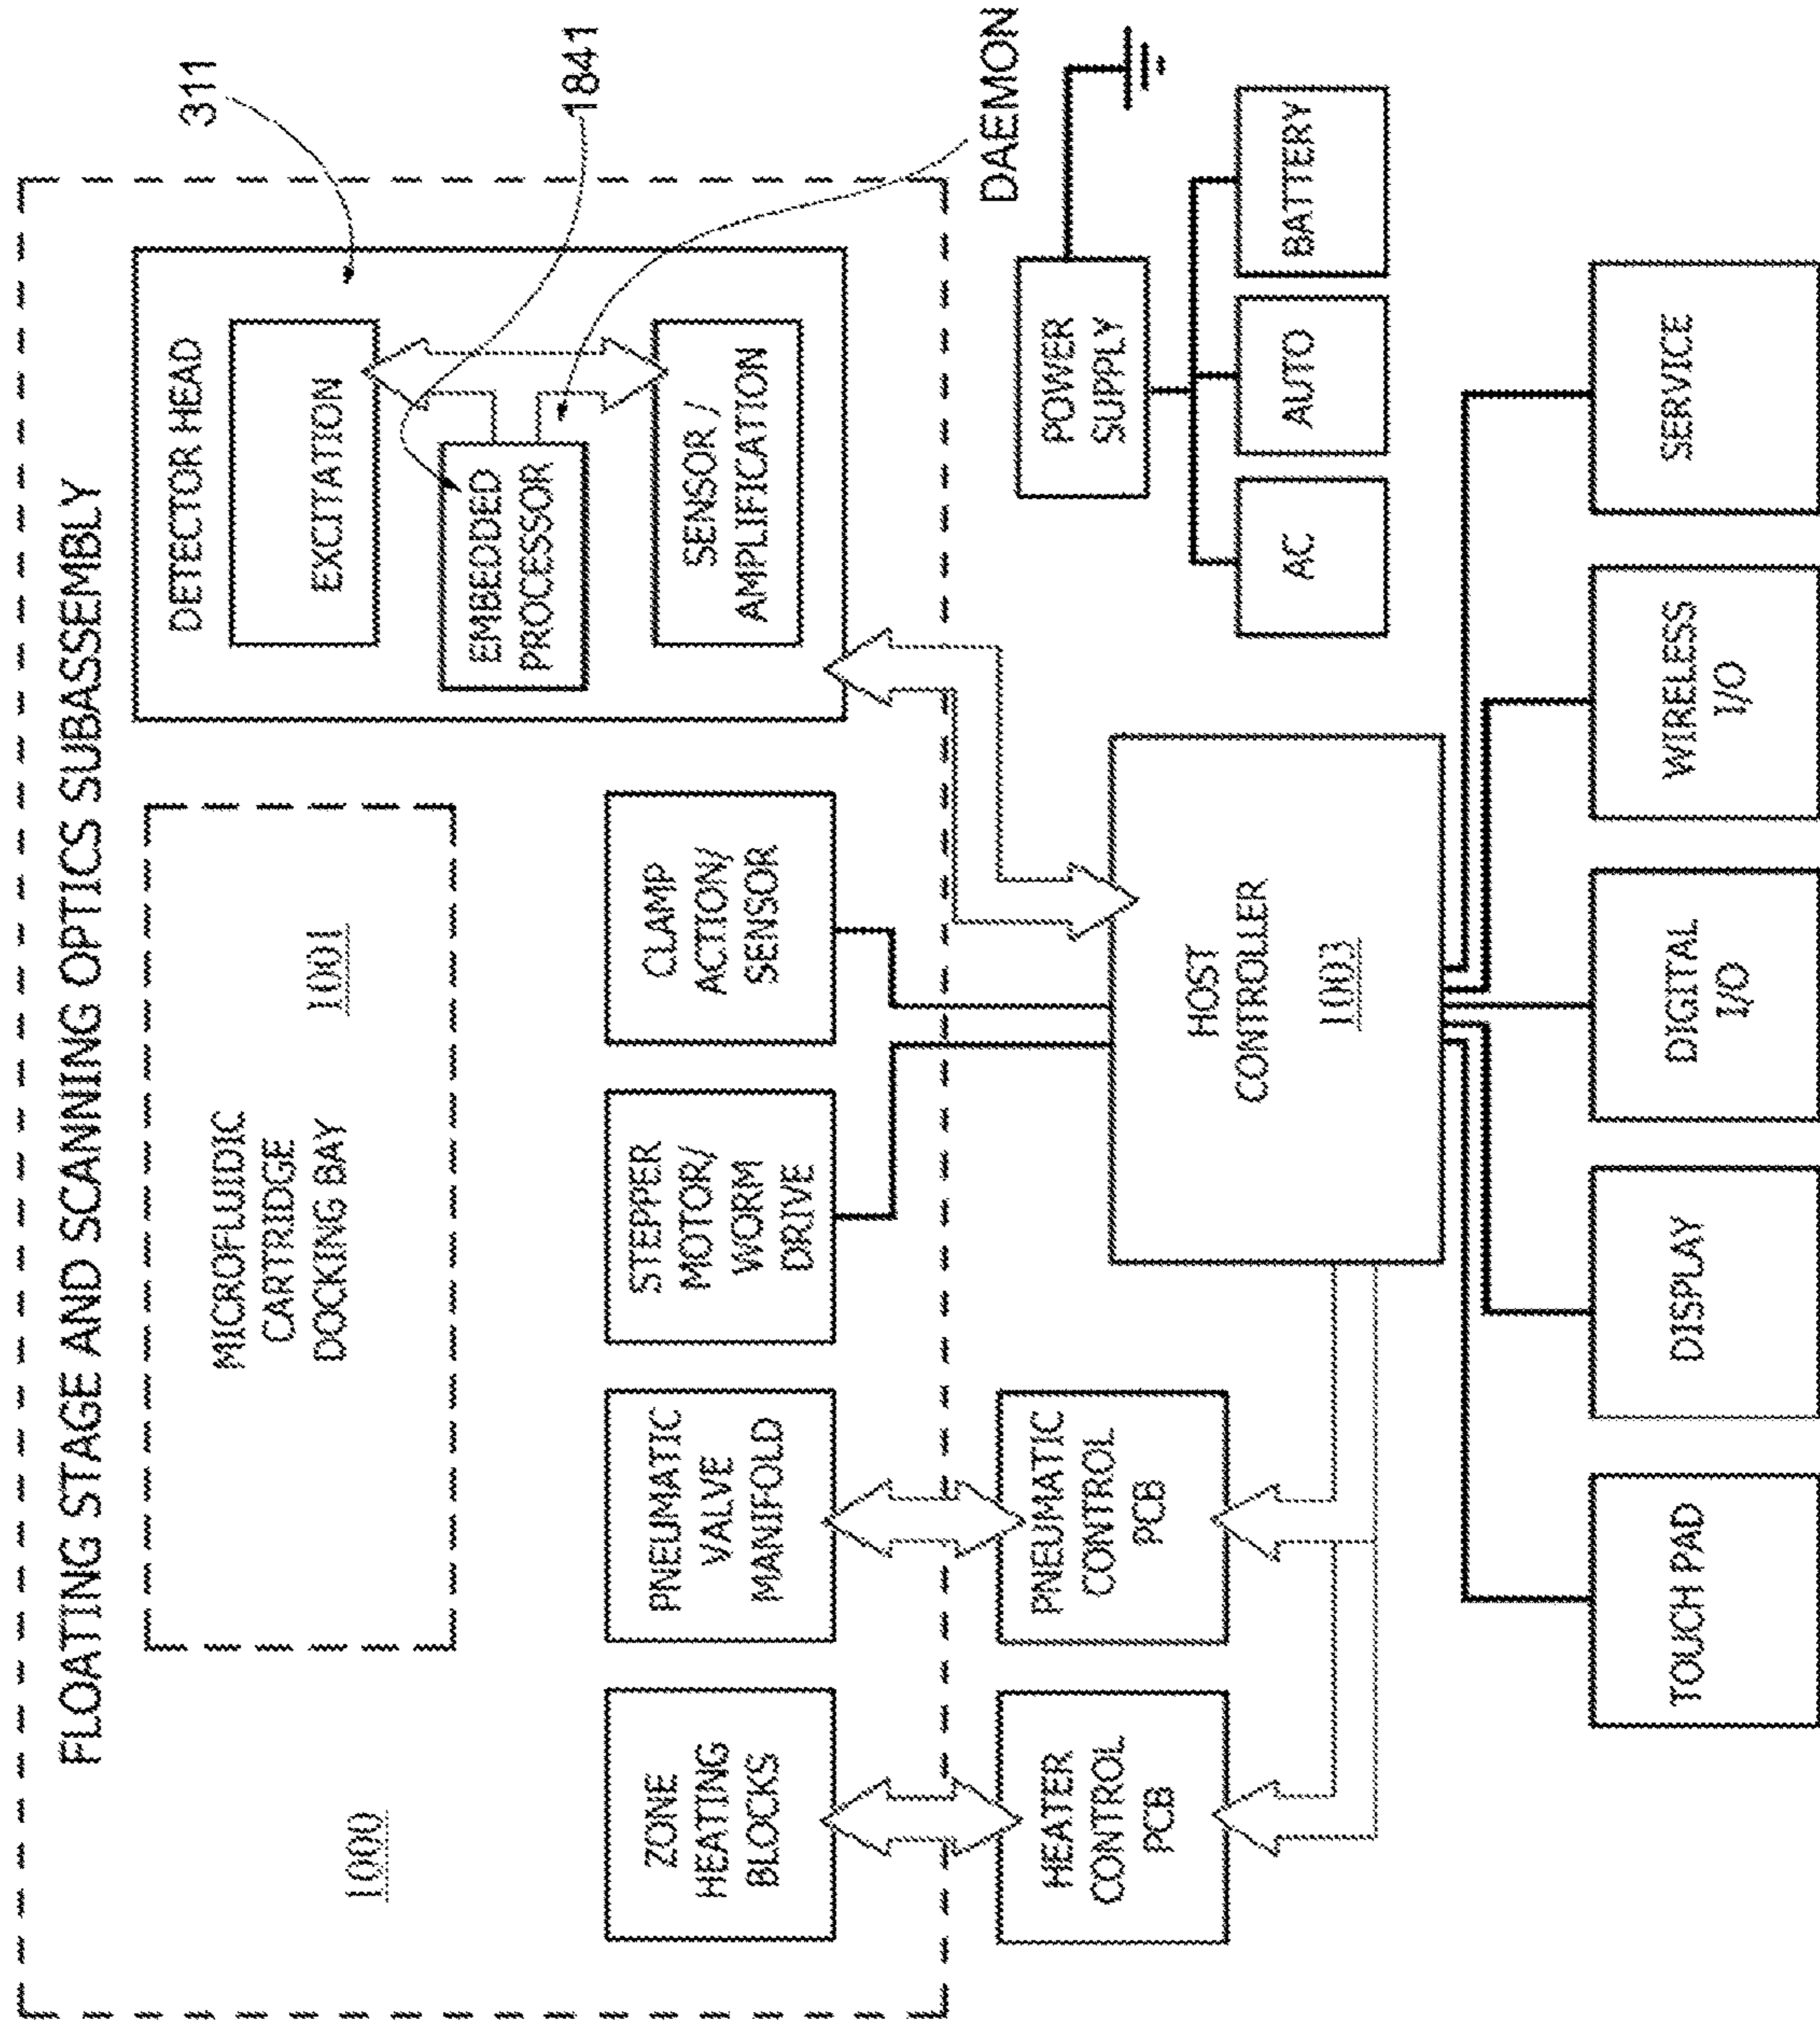 FLOATING STAGE AND SCANNING OPTICS SUBASSEMBLY
1000
MICROFLUDIC
CARTRIDGE
DOCKING BAY
1001
DETECTOR HEAD
311
EXCITATION
EMBEDDED
PROCESSOR
1841
SENSOR /
AMPLIFICATION
DAEMON
ZONE
HEATING
BLOCKS
PNEUMATIC
VALVE
MANIFOLD
STEPPER
MOTOR/
WORM
DRIVE
CLAMP
ACTION/
SENSOR
HEATER
CONTROL
PCB
PNEUMATIC
CONTROL
PCB
HOST
CONTROLLER
1003
POWER
SUPPLY
AC
AUTO
BATTERY
TOUCH PAD
DISPLAY
DIGITAL
I/O
WIRELESS
I/O
SERVICE